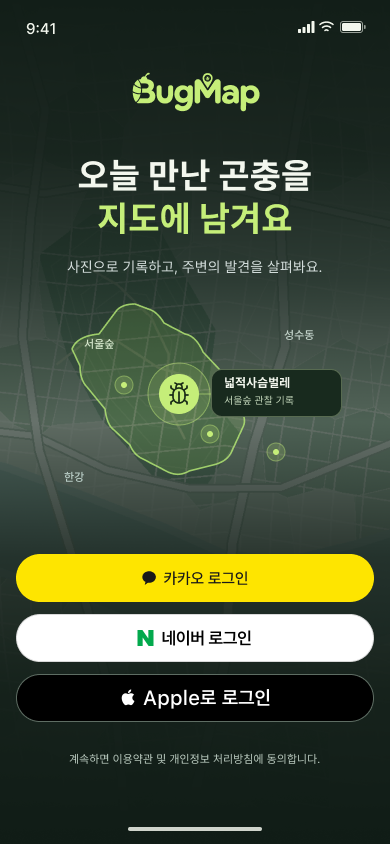 9:41
BugMap
오늘 만난 곤충을
지도에 남겨요
사진으로 기록하고, 주변의 발견을 살펴봐요.
서울숲
성수동
넓적사슴벌레
서울숲 관찰 기록
한강
카카오 로그인
N 네이버 로그인
Apple로 로그인
계속하면 이용약관 및 개인정보 처리방침에 동의합니다.